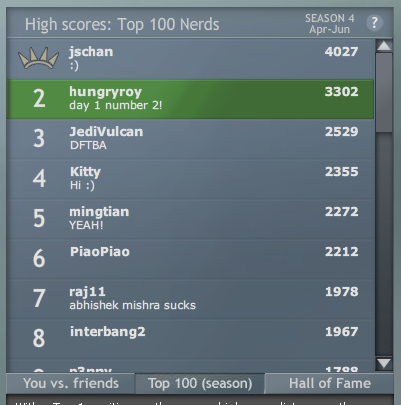 High scores: Top 100 Nerds
SEASON 4
Apr-Jun
?
jschan 4027
:)
2 hungryroy 3302
day 1 number 2!
3 JediVulcan 2529
DFTBA
4 Kitty 2355
Hi :)
5 mingtian 2272
YEAH!
6 PiaoPiao 2212
7 raj11 1978
abhishek mishra sucks
8 interbang2 1967
1788
You vs. friends Top 100 (season) Hall of Fame